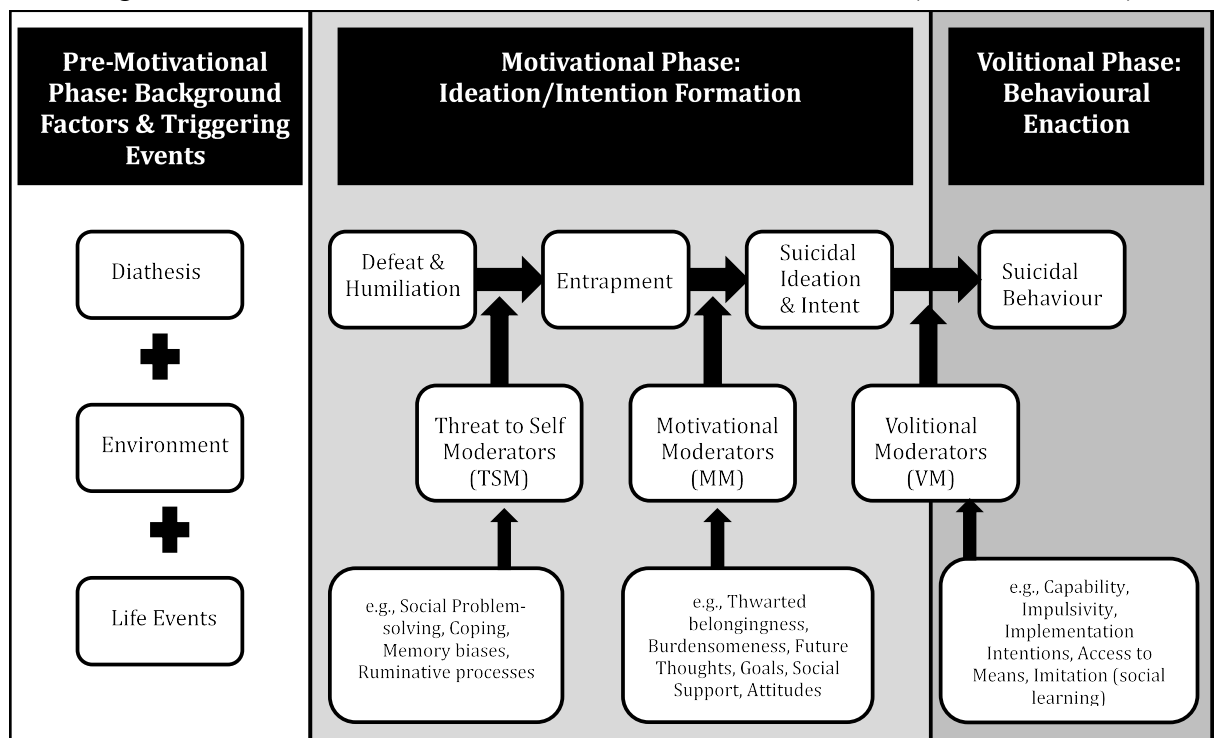 Pre-Motivational
Phase: Background
Factors & Triggering
Events
Motivational Phase:
Ideation/Intention Formation
Volitional Phase:
Behavioural
Enaction
Diathesis
Environment
Life Events
Defeat &
Humiliation
Entrapment
Suicidal
Ideation
& Intent
Suicidal
Behaviour
Threat to Self
Moderators
(TSM)
Motivational
Moderators
(MM)
Volitional
Moderators
(VM)
e.g., Social Problem-
solving, Coping,
Memory biases,
Ruminative processes
e.g., Thwarted
belongingness,
Burdensomeness, Future
Thoughts, Goals, Social
Support, Attitudes
e.g., Capability,
Impulsivity,
Implementation
Intentions, Access to
Means, Imitation (social
learning)